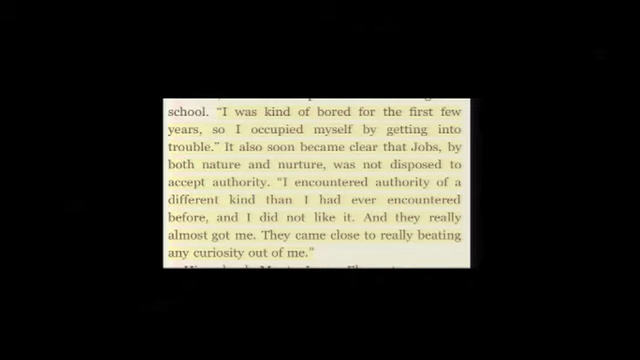 school. “I was kind of bored for the first few
years, so I occupied myself by getting into
trouble.” It also soon became clear that Jobs, by
both nature and nurture, was not disposed to
accept authority. “I encountered authority of a
different kind than I had ever encountered
before, and I did not like it. And they really
almost got me. They came close to really beating
any curiosity out of me.”